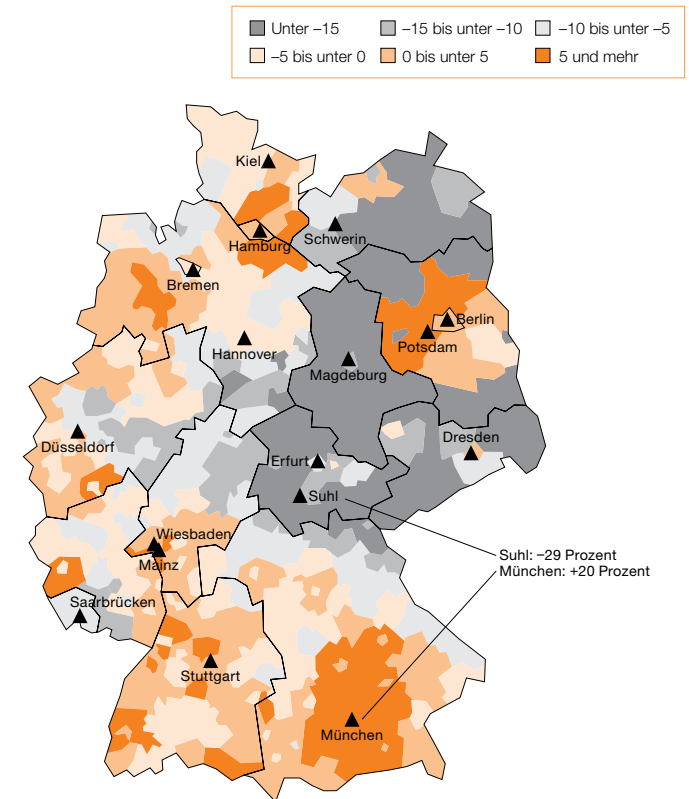 Unter –15
–15 bis unter –10
–10 bis unter –5
–5 bis unter 0
0 bis unter 5
5 und mehr
Kiel
Hamburg
Schwerin
Bremen
Berlin
Potsdam
Hannover
Magdeburg
Düsseldorf
Dresden
Erfurt
Suhl
Wiesbaden
Mainz
Suhl: –29 Prozent
München: +20 Prozent
Saarbrücken
Stuttgart
München